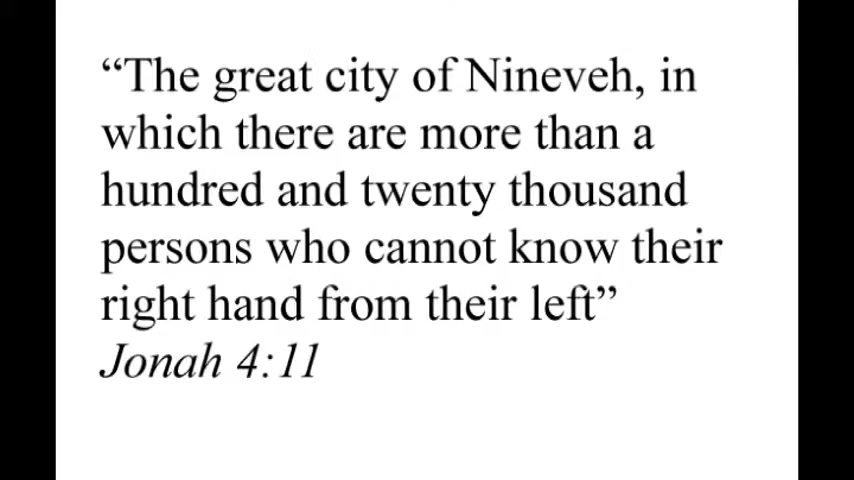 “The great city of Nineveh, in
which there are more than a
hundred and twenty thousand
persons who cannot know their
right hand from their left”
Jonah 4:11